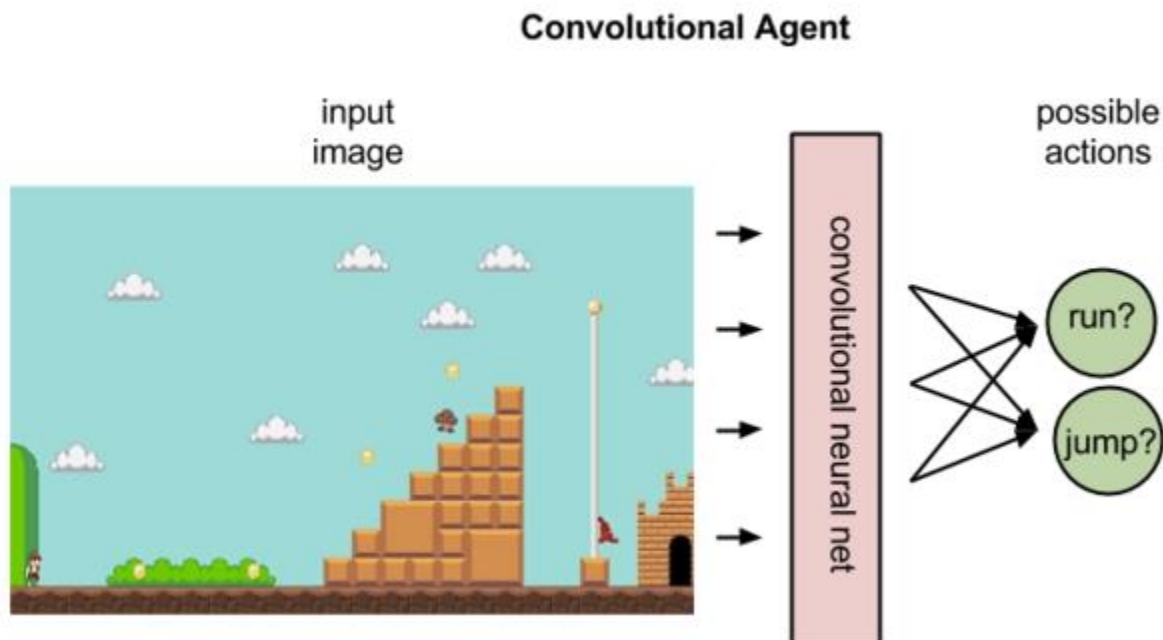 Convolutional Agent
input
image
possible
actions
convolutional neural net
run?
jump?